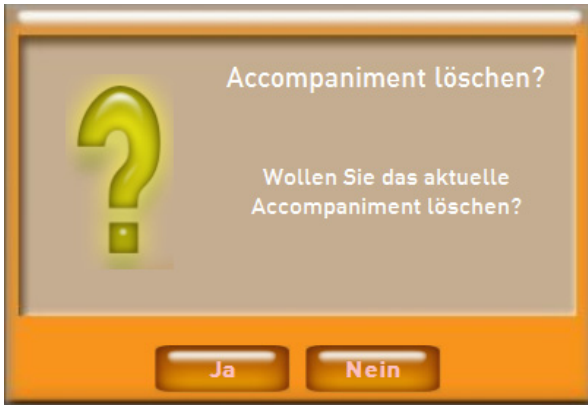 Accompaniment löschen?
Wollen Sie das aktuelle
Accompaniment löschen?
Ja
Nein